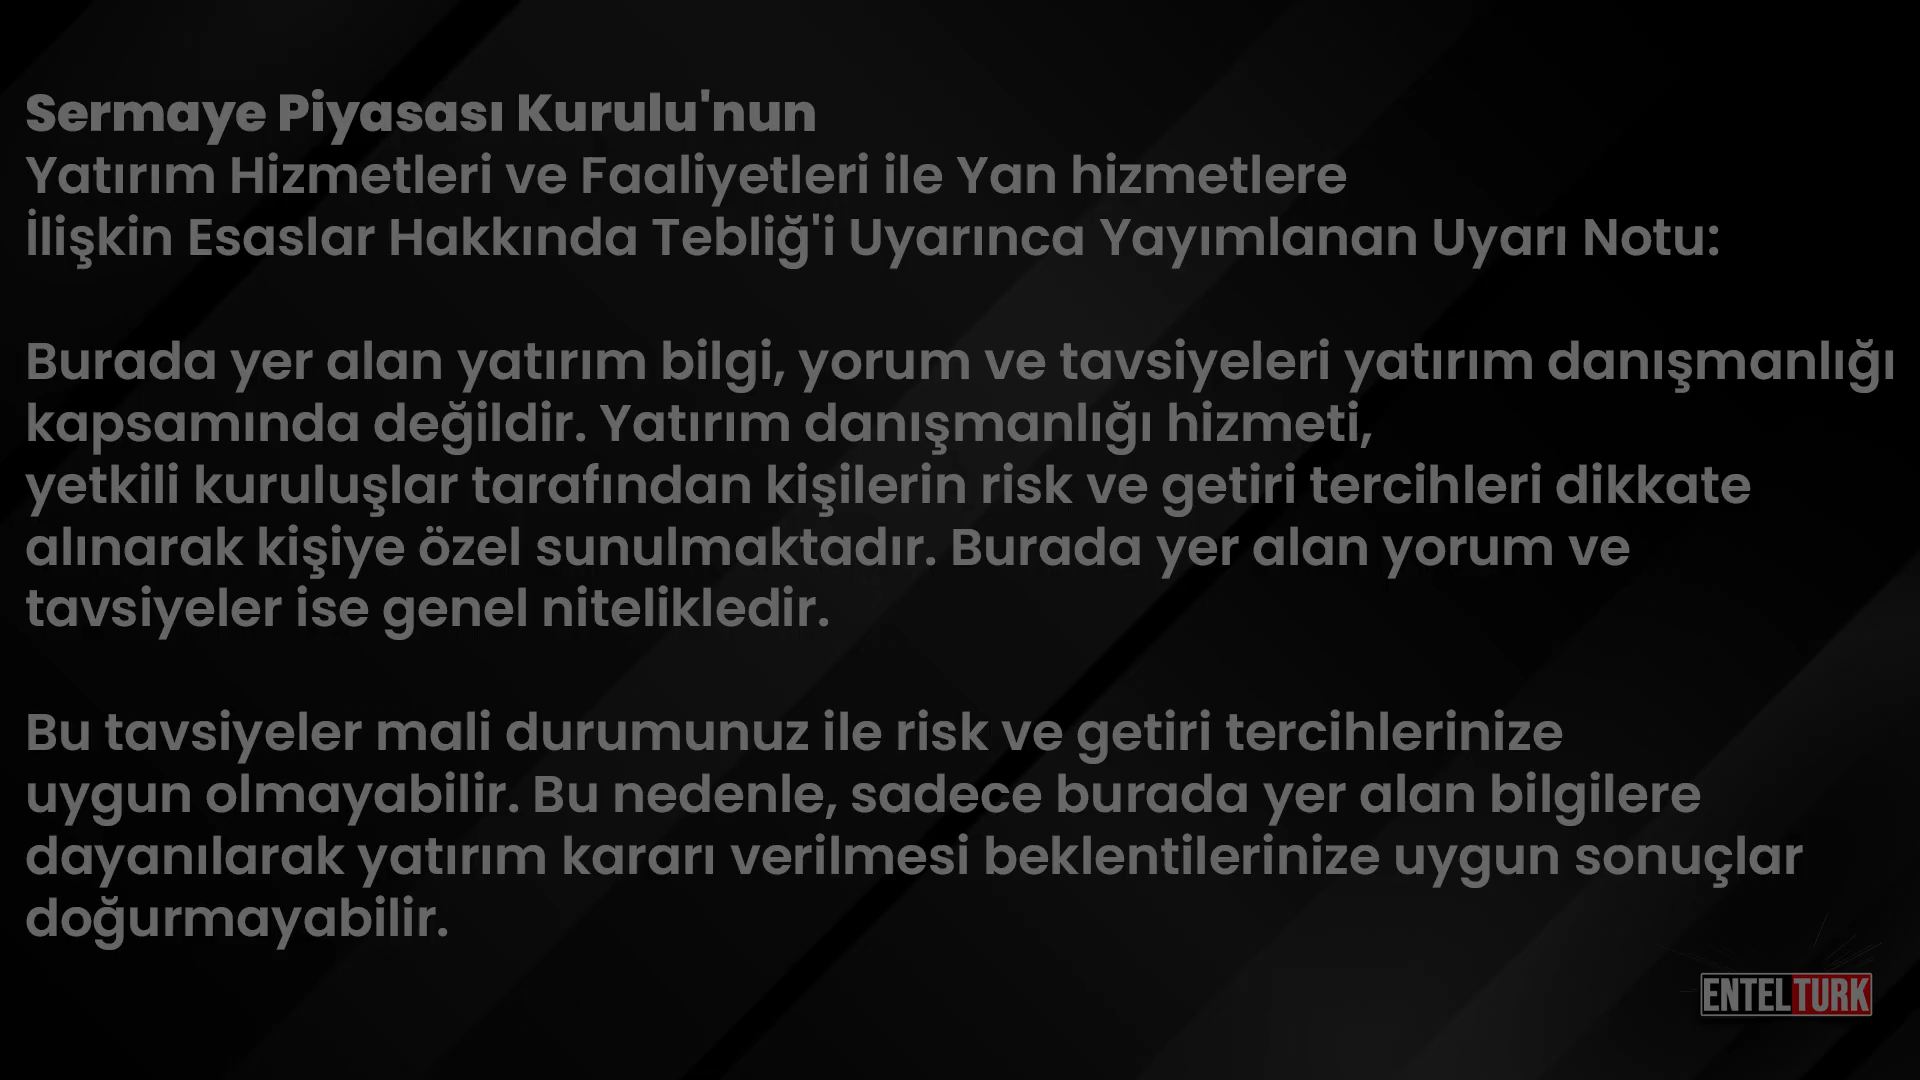 Sermaye Piyasası Kurulu'nun
Yatırım Hizmetleri ve Faaliyetleri ile Yan hizmetlere
İlişkin Esaslar Hakkında Tebliğ'i Uyarınca Yayımlanan Uyarı Notu:
Burada yer alan yatırım bilgi, yorum ve tavsiyeleri yatırım danışmanlığı
kapsamında değildir. Yatırım danışmanlığı hizmeti,
yetkili kuruluşlar tarafından kişilerin risk ve getiri tercihleri dikkate
alınarak kişiye özel sunulmaktadır. Burada yer alan yorum ve
tavsiyeler ise genel nitelikledir.
Bu tavsiyeler mali durumunuz ile risk ve getiri tercihlerinize
uygun olmayabilir. Bu nedenle, sadece burada yer alan bilgilere
dayanılarak yatırım kararı verilmesi beklentilerinize uygun sonuçlar
doğurmayabilir.
ENTELTURK